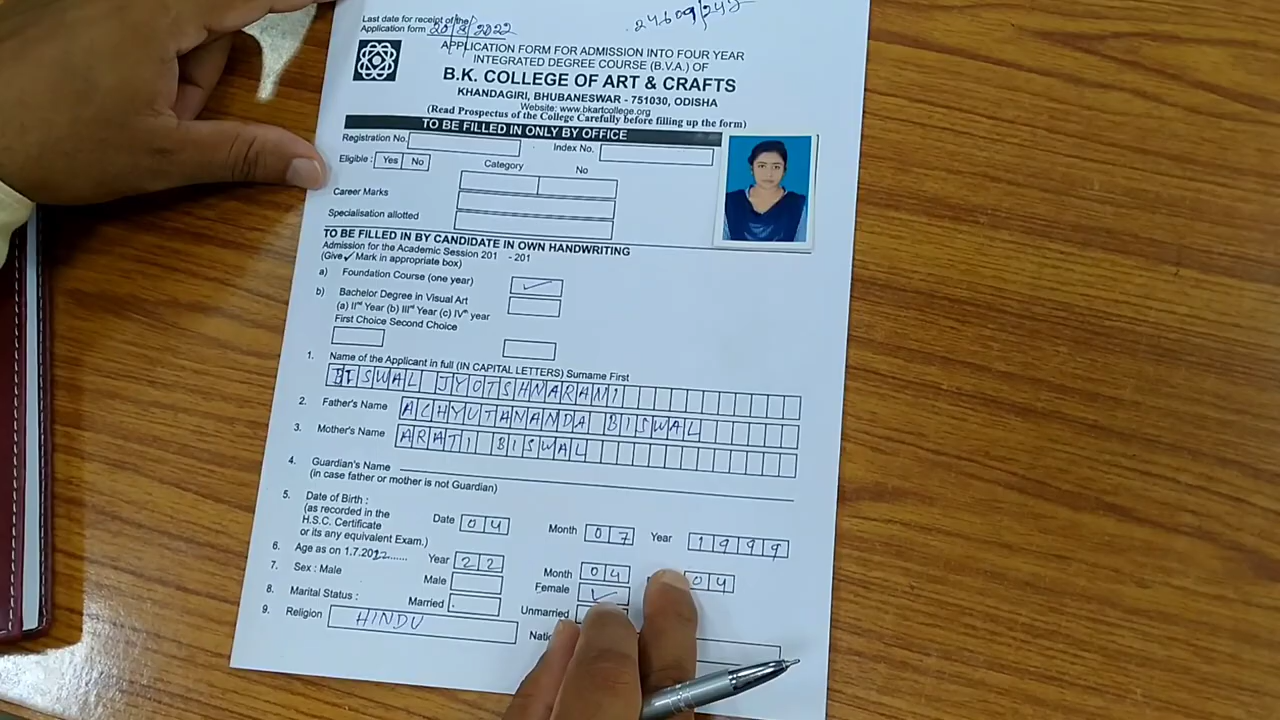 Last date for receipt of the
Application form 20/8/2022
24609/242
APPLICATION FORM FOR ADMISSION INTO FOUR YEAR
INTEGRATED DEGREE COURSE (B.V.A.) OF
B.K. COLLEGE OF ART & CRAFTS
KHANDAGIRI, BHUBANESWAR - 751030, ODISHA
Website: www.bkartcollege.org
(Read Prospectus of the College Carefully before filling up the form)
TO BE FILLED IN ONLY BY OFFICE
Registration No. Index No.
Eligible : Yes No Category No
Career Marks
Specialisation allotted
TO BE FILLED IN BY CANDIDATE IN OWN HANDWRITING
Admission for the Academic Session 201 - 201
(Give ✓ Mark in appropriate box)
a) Foundation Course (one year) ✓
b) Bachelor Degree in Visual Art
(a) IInd Year (b) IIIrd Year (c) IVth year
First Choice Second Choice
1. Name of the Applicant in full (IN CAPITAL LETTERS) Surname First
BISWAL JYOTSHNARANI
2. Father's Name ACHYUTANANDA BISWAL
3. Mother's Name ARATI BISWAL
4. Guardian's Name
(in case father or mother is not Guardian)
5. Date of Birth :
(as recorded in the
H.S.C. Certificate
or its any equivalent Exam.)
Date 04 Month 07 Year 1999
6. Age as on 1.7.2022...... Year 22 Month 04 04
7. Sex : Male Male Female ✓
8. Marital Status : Married Unmarried
9. Religion HINDU